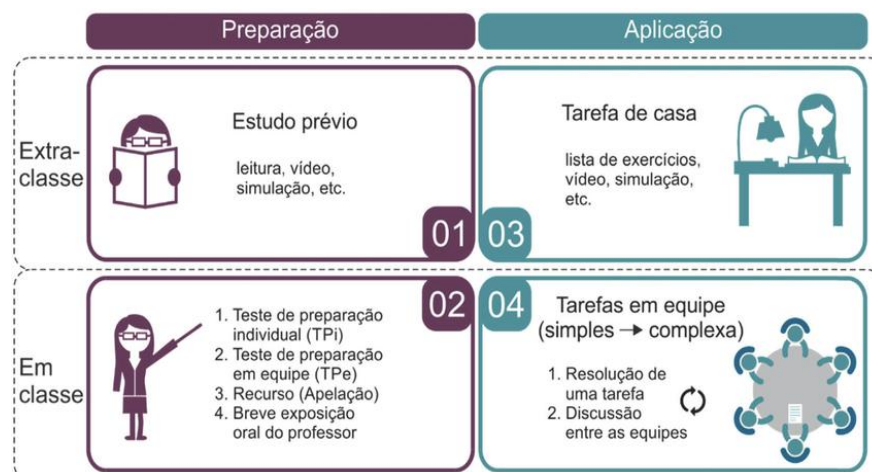 Preparação
Aplicação
Extra-
classe
Estudo prévio
leitura, vídeo,
simulação, etc.
01
Tarefa de casa
lista de exercícios,
vídeo, simulação,
etc.
03
Em
classe
02
1. Teste de preparação
individual (TPi)
2. Teste de preparação
em equipe (TPe)
3. Recurso (Apelação)
4. Breve exposição
oral do professor
04
Tarefas em equipe
(simples → complexa)
1. Resolução de
uma tarefa
2. Discussão
entre as equipes